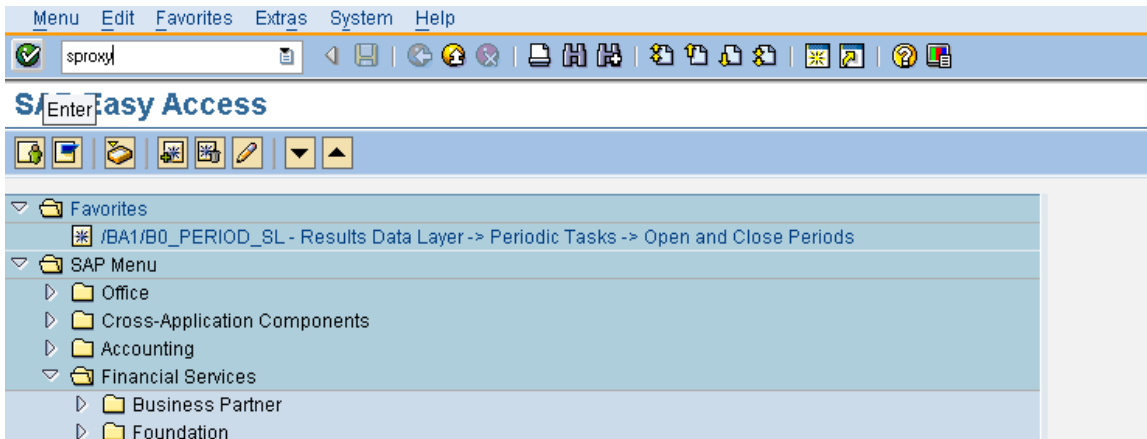 Menu Edit Favorites Extras System Help
sproxy
SAP Easy Access
Enter
Favorites
/BA1/B0_PERIOD_SL - Results Data Layer -> Periodic Tasks -> Open and Close Periods
SAP Menu
Office
Cross-Application Components
Accounting
Financial Services
Business Partner
Foundation